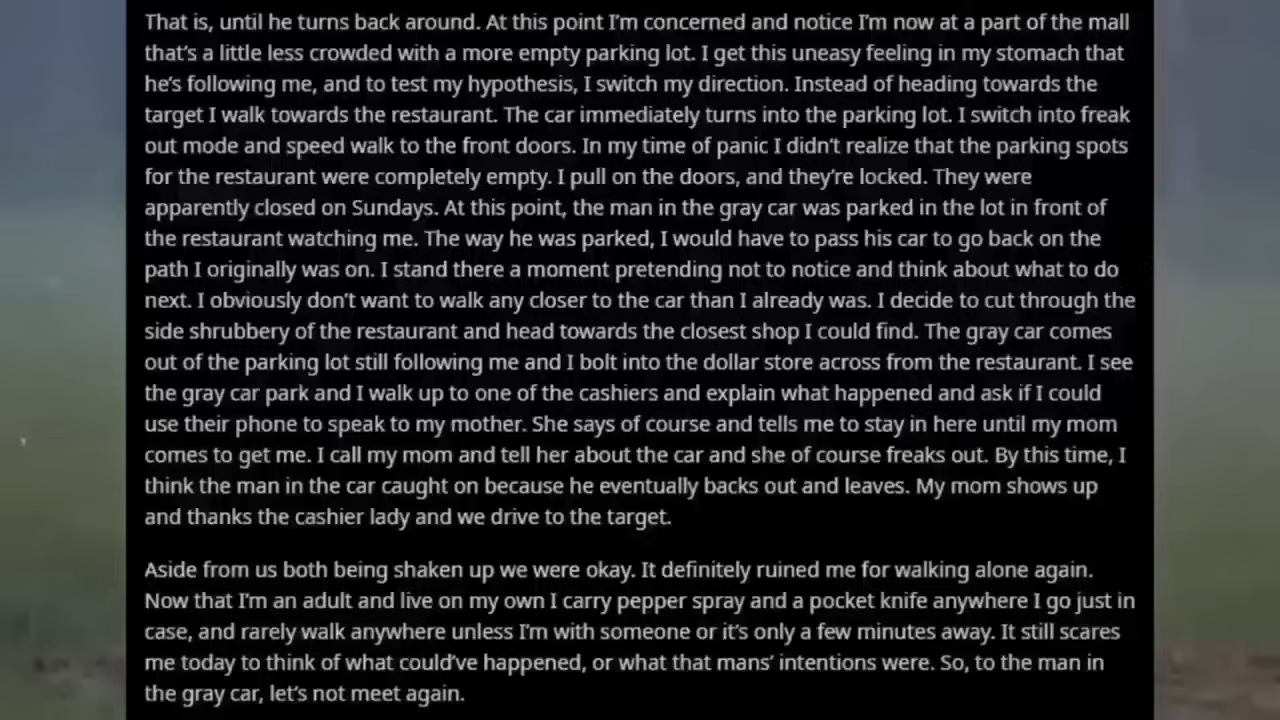 That is, until he turns back around. At this point I'm concerned and notice I'm now at a part of the mall
that's a little less crowded with a more empty parking lot. I get this uneasy feeling in my stomach that
he's following me, and to test my hypothesis, I switch my direction. Instead of heading towards the
target I walk towards the restaurant. The car immediately turns into the parking lot. I switch into freak
out mode and speed walk to the front doors. In my time of panic I didn't realize that the parking spots
for the restaurant were completely empty. I pull on the doors, and they're locked. They were
apparently closed on Sundays. At this point, the man in the gray car was parked in the lot in front of
the restaurant watching me. The way he was parked, I would have to pass his car to go back on the
path I originally was on. I stand there a moment pretending not to notice and think about what to do
next. I obviously don't want to walk any closer to the car than I already was. I decide to cut through the
side shrubbery of the restaurant and head towards the closest shop I could find. The gray car comes
out of the parking lot still following me and I bolt into the dollar store across from the restaurant. I see
the gray car park and I walk up to one of the cashiers and explain what happened and ask if I could
use their phone to speak to my mother. She says of course and tells me to stay in here until my mom
comes to get me. I call my mom and tell her about the car and she of course freaks out. By this time, I
think the man in the car caught on because he eventually backs out and leaves. My mom shows up
and thanks the cashier lady and we drive to the target.
Aside from us both being shaken up we were okay. It definitely ruined me for walking alone again.
Now that I'm an adult and live on my own I carry pepper spray and a pocket knife anywhere I go just in
case, and rarely walk anywhere unless I'm with someone or it's only a few minutes away. It still scares
me today to think of what could've happened, or what that mans' intentions were. So, to the man in
the gray car, let's not meet again.